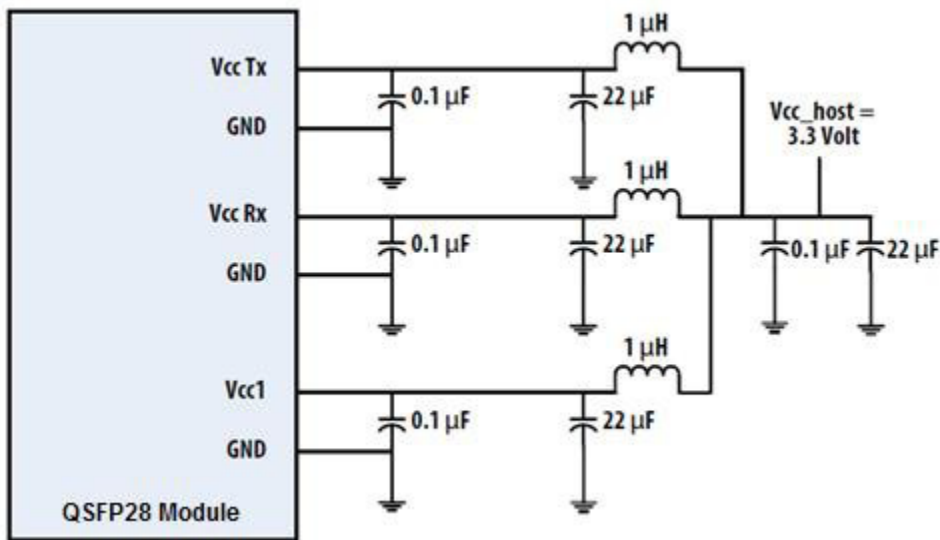 1 µH
Vcc Tx
0.1 µF
22 µF
GND
Vcc_host =
3.3 Volt
1 µH
Vcc Rx
0.1 µF
22 µF
0.1 µF
22 µF
GND
1 µH
Vcc1
0.1 µF
22 µF
GND
QSFP28 Module